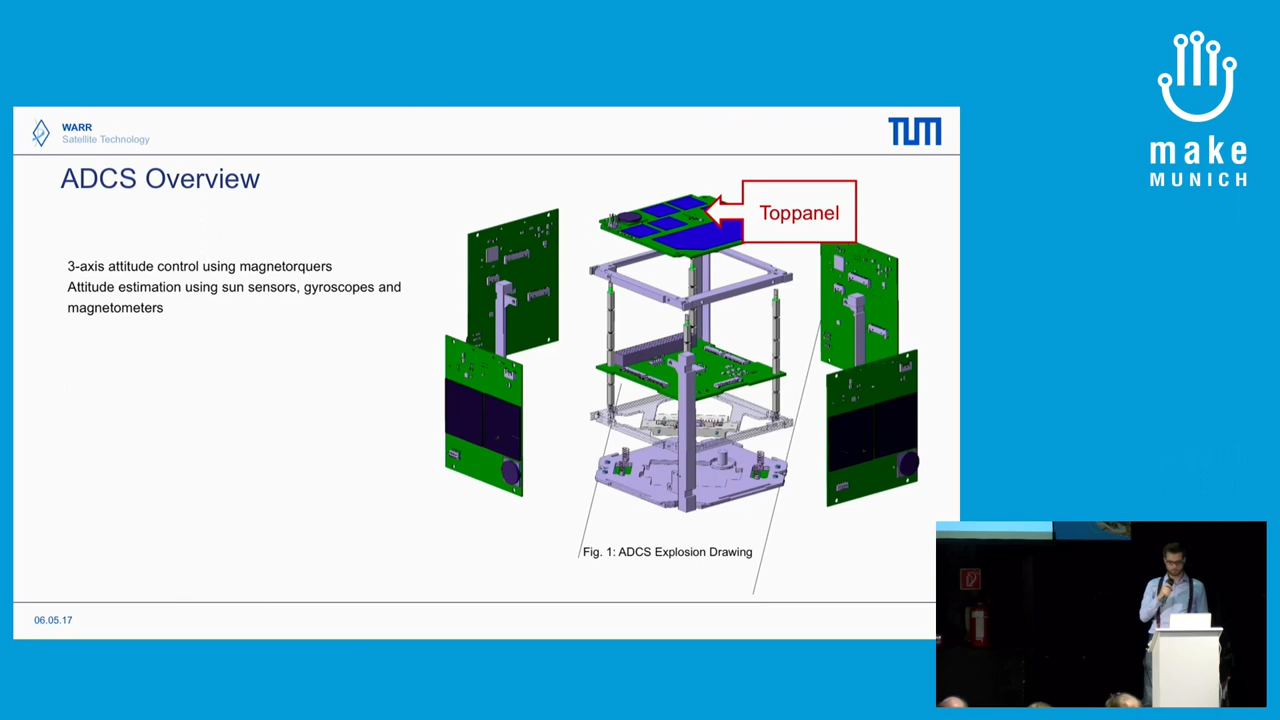 WARR
Satellite Technology
TUM
ADCS Overview
3-axis attitude control using magnetorquers
Attitude estimation using sun sensors, gyroscopes and
magnetometers
Toppanel
Fig. 1: ADCS Explosion Drawing
06.05.17
make
MUNICH